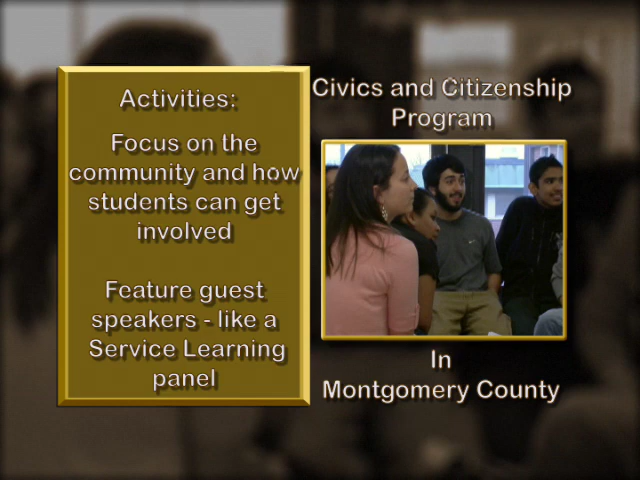 Activities:
Focus on the
community and how
students can get
involved
Feature guest
speakers - like a
Service Learning
panel
Civics and Citizenship
Program
In
Montgomery County